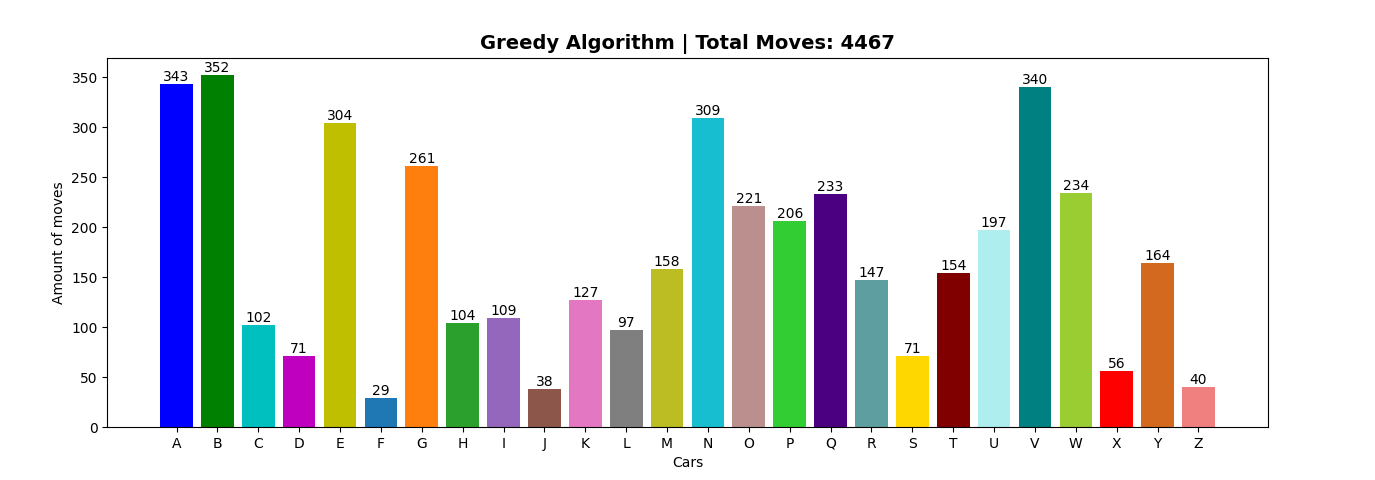 Greedy Algorithm | Total Moves: 4467
Amount of moves
350
300
250
200
150
100
50
0
343 352 102 71 304 29 261 104 109 38 127 97 158 309 221 206 233 147 71 154 197 340 234 56 164 40
A B C D E F G H I J K L M N O P Q R S T U V W X Y Z
Cars